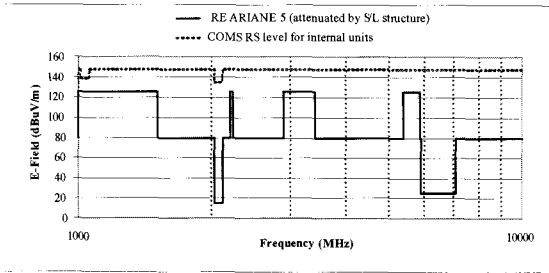 RE ARIANE 5 (attenuated by S/L structure)
COMS RS level for internal units
160
140
120
100
80
60
40
20
0
E-Field (dBuV/m)
1000
10000
Frequency (MHz)